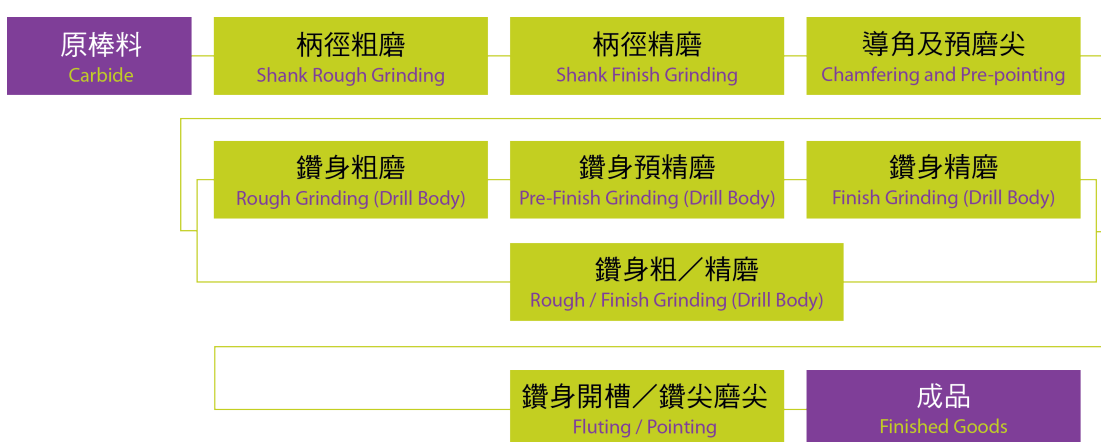 原棒料
Carbide
柄徑粗磨
Shank Rough Grinding
柄徑精磨
Shank Finish Grinding
導角及預磨尖
Chamfering and Pre-pointing
鑽身粗磨
Rough Grinding (Drill Body)
鑽身預精磨
Pre-Finish Grinding (Drill Body)
鑽身精磨
Finish Grinding (Drill Body)
鑽身粗／精磨
Rough / Finish Grinding (Drill Body)
鑽身開槽／鑽尖磨尖
Fluting / Pointing
成品
Finished Goods